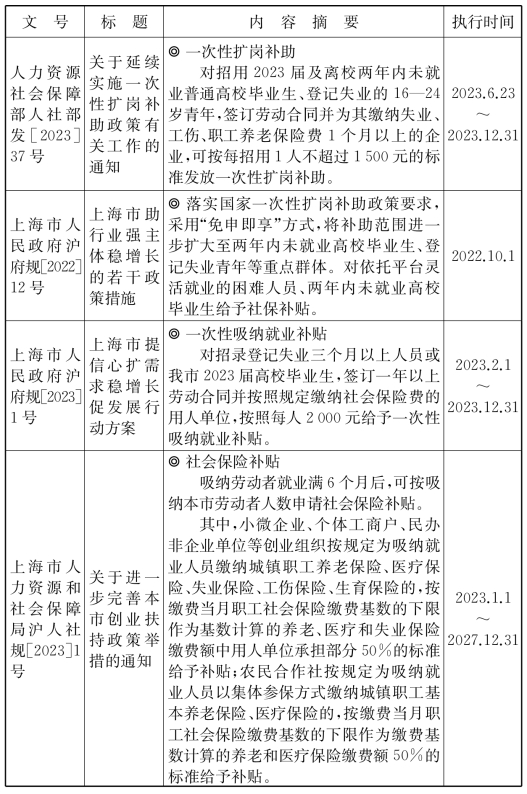 文 号 标 题 内 容 摘 要 执行时间
人力资源
社会保障
部人社部
发[2023]
37号
关于延续
实施一次
性扩岗补
助政策有
关工作的
通知
◎ 一次性扩岗补助
对招用2023届及离校两年内未就
业普通高校毕业生、登记失业的16—24
岁青年,签订劳动合同并为其缴纳失业、
工伤、职工养老保险费1个月以上的企
业,可按每招用1人不超过1500元的标
准发放一次性扩岗补助。
2023.6.23
～
2023.12.31
上海市人
民政府沪
府规[2022]
12号
上海市助
行业强主
体稳增长
的若干政
策措施
◎ 落实国家一次性扩岗补助政策要求,
采用“免申即享”方式,将补助范围进一
步扩大至两年内未就业高校毕业生、登
记失业青年等重点群体。对依托平台灵
活就业的困难人员、两年内未就业高校
毕业生给予社保补贴。
2022.10.1
上海市人
民政府沪
府规[2023]
1号
上海市提
信心扩需
求稳增长
促发展行
动方案
◎ 一次性吸纳就业补贴
对招录登记失业三个月以上人员或
我市2023届高校毕业生,签订一年以上
劳动合同并按照规定缴纳社会保险费的
用人单位,按照每人2000元给予一次性
吸纳就业补贴。
2023.2.1
～
2023.12.31
上海市人
力资源和
社会保障
局沪人社
规[2023]1
号
关于进一
步完善本
市创业扶
持政策举
措的通知
◎ 社会保险补贴
吸纳劳动者就业满6个月后,可按吸
纳本市劳动者人数申请社会保险补贴。
其中,小微企业、个体工商户、民办
非企业单位等创业组织按规定为吸纳就
业人员缴纳城镇职工养老保险、医疗保
险、失业保险、工伤保险、生育保险的,按
缴费当月职工社会保险缴费基数的下限
作为基数计算的养老、医疗和失业保险
缴费额中用人单位承担部分50%的标准
给予补贴;农民合作社按规定为吸纳就
业人员以集体参保方式缴纳城镇职工基
本养老保险、医疗保险的,按缴费当月职
工社会保险缴费基数的下限作为缴费基
数计算的养老和医疗保险缴费额50%的
标准给予补贴。
2023.1.1
～
2027.12.31